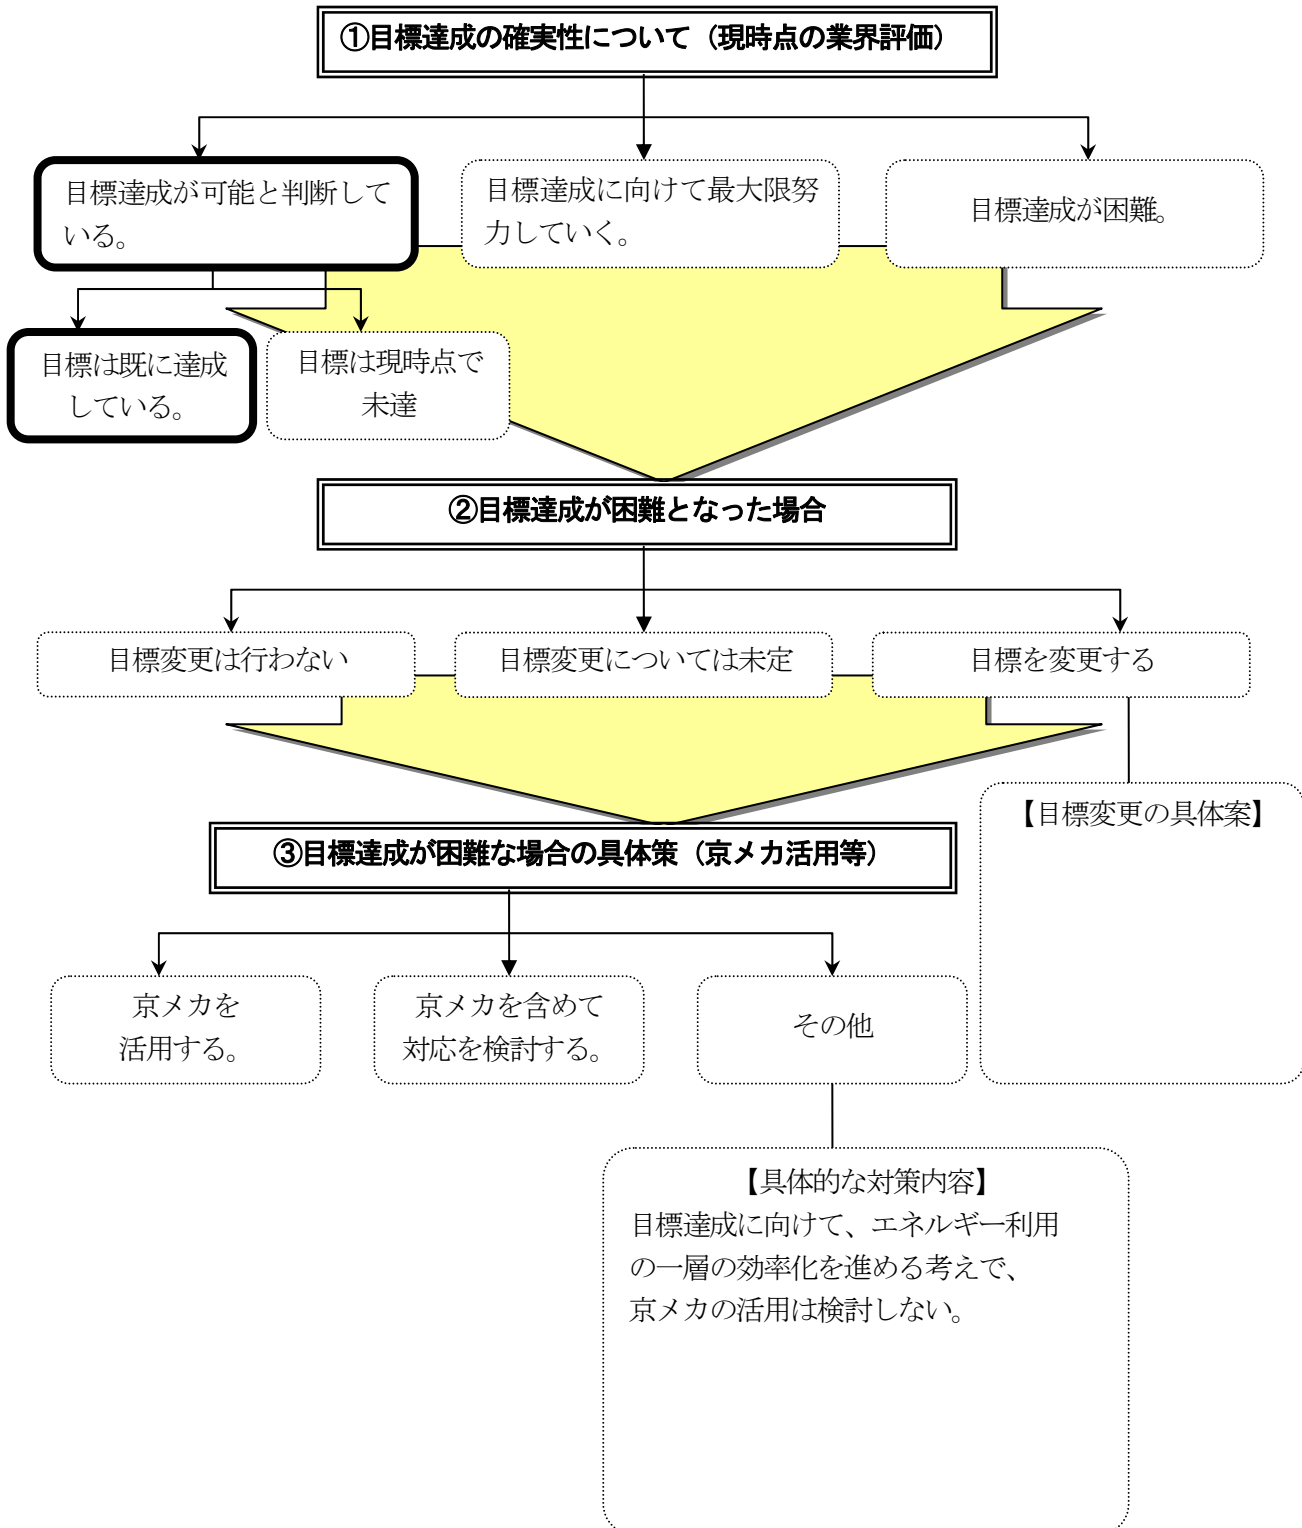 ①目標達成の確実性について（現時点の業界評価）
目標達成が可能と判断して
いる。
目標達成に向けて最大限努
力していく。
目標達成が困難。
目標は既に達成
している。
目標は現時点で
未達
②目標達成が困難となった場合
目標変更は行わない
目標変更については未定
目標を変更する
【目標変更の具体案】
③目標達成が困難な場合の具体策（京メカ活用等）
京メカを
活用する。
京メカを含めて
対応を検討する。
その他
【具体的な対策内容】
目標達成に向けて、エネルギー利用
の一層の効率化を進める考えで、
京メカの活用は検討しない。